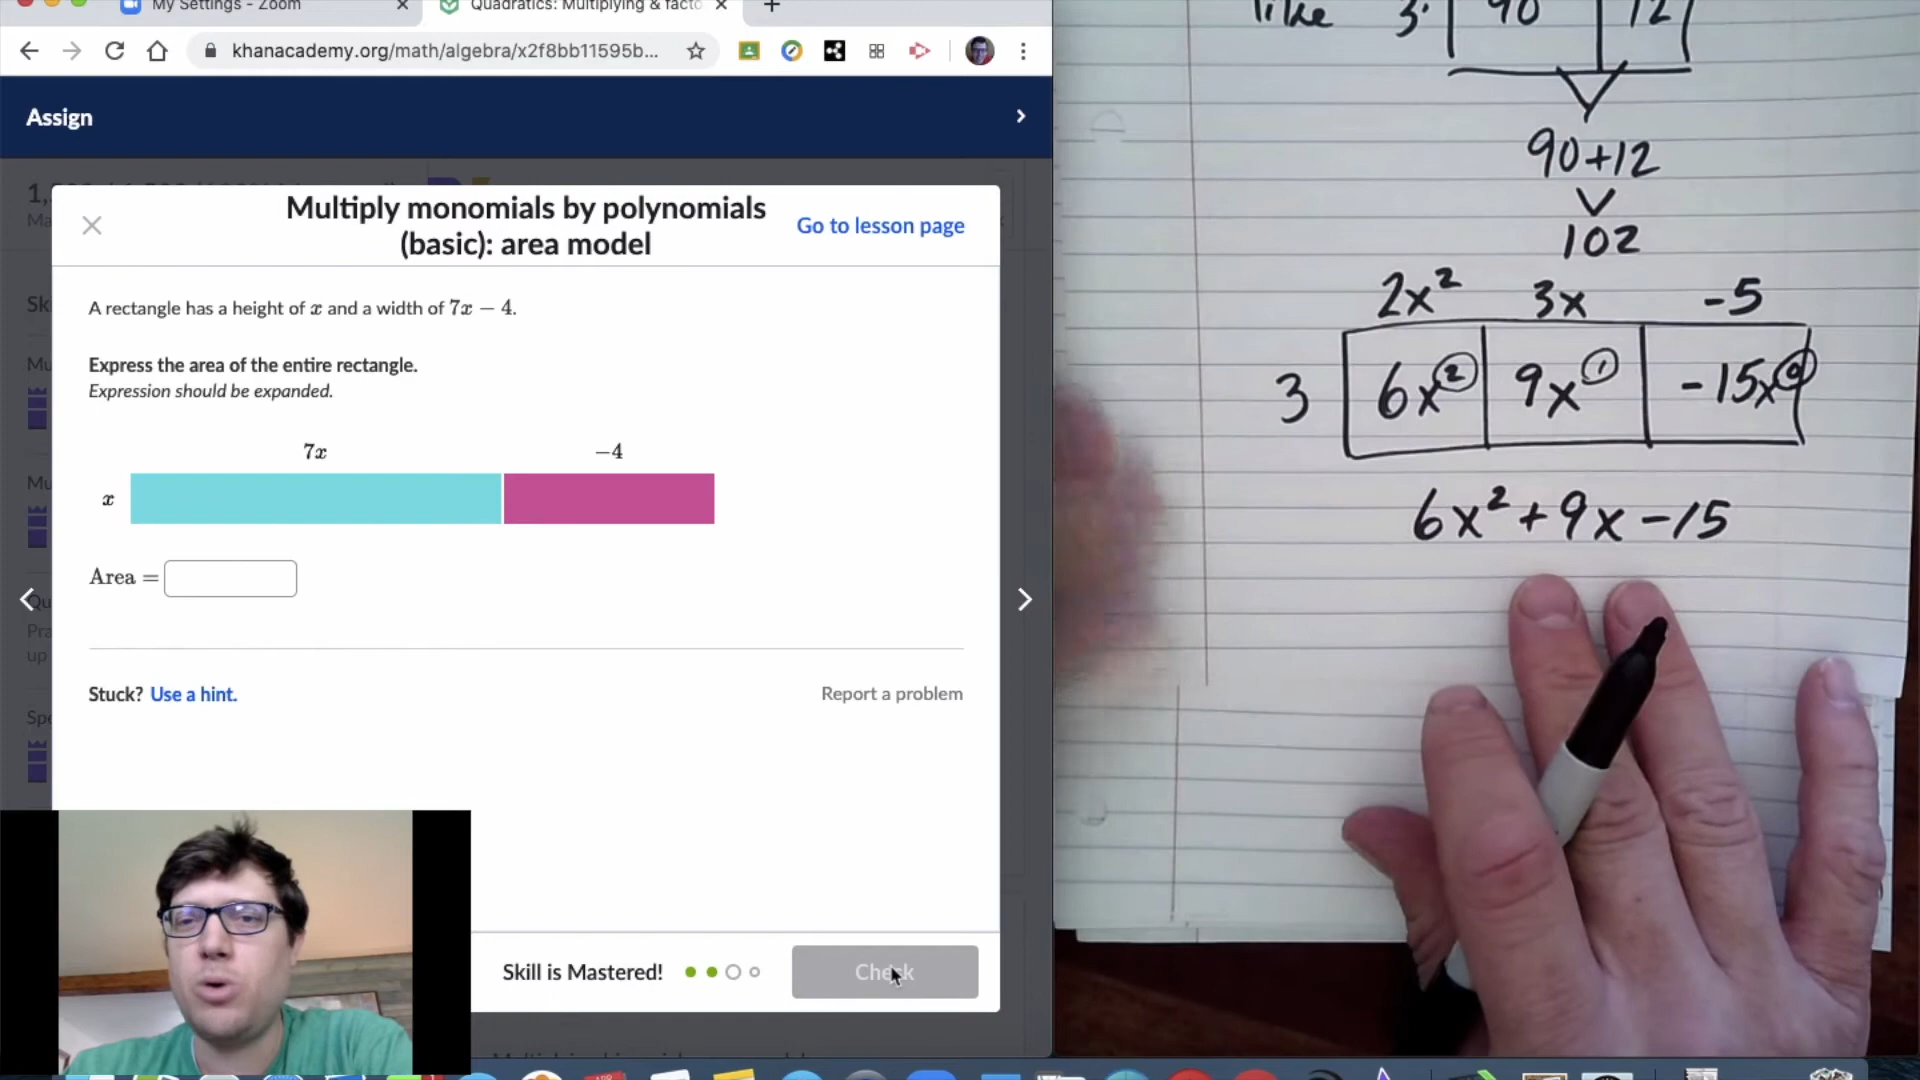 My Settings - Zoom
Quadratics: Multiplying & facto
khanacademy.org/math/algebra/x2f8bb11595b...
Assign
Multiply monomials by polynomials
(basic): area model
Go to lesson page
A rectangle has a height of x and a width of 7x − 4.
Express the area of the entire rectangle.
Expression should be expanded.
7x −4
x
Area =
Stuck? Use a hint.
Report a problem
Skill is Mastered!
Check
like 3· 90 12
90+12
102
2x² 3x -5
3 6x² 9x¹ -15x⁰
6x² + 9x - 15